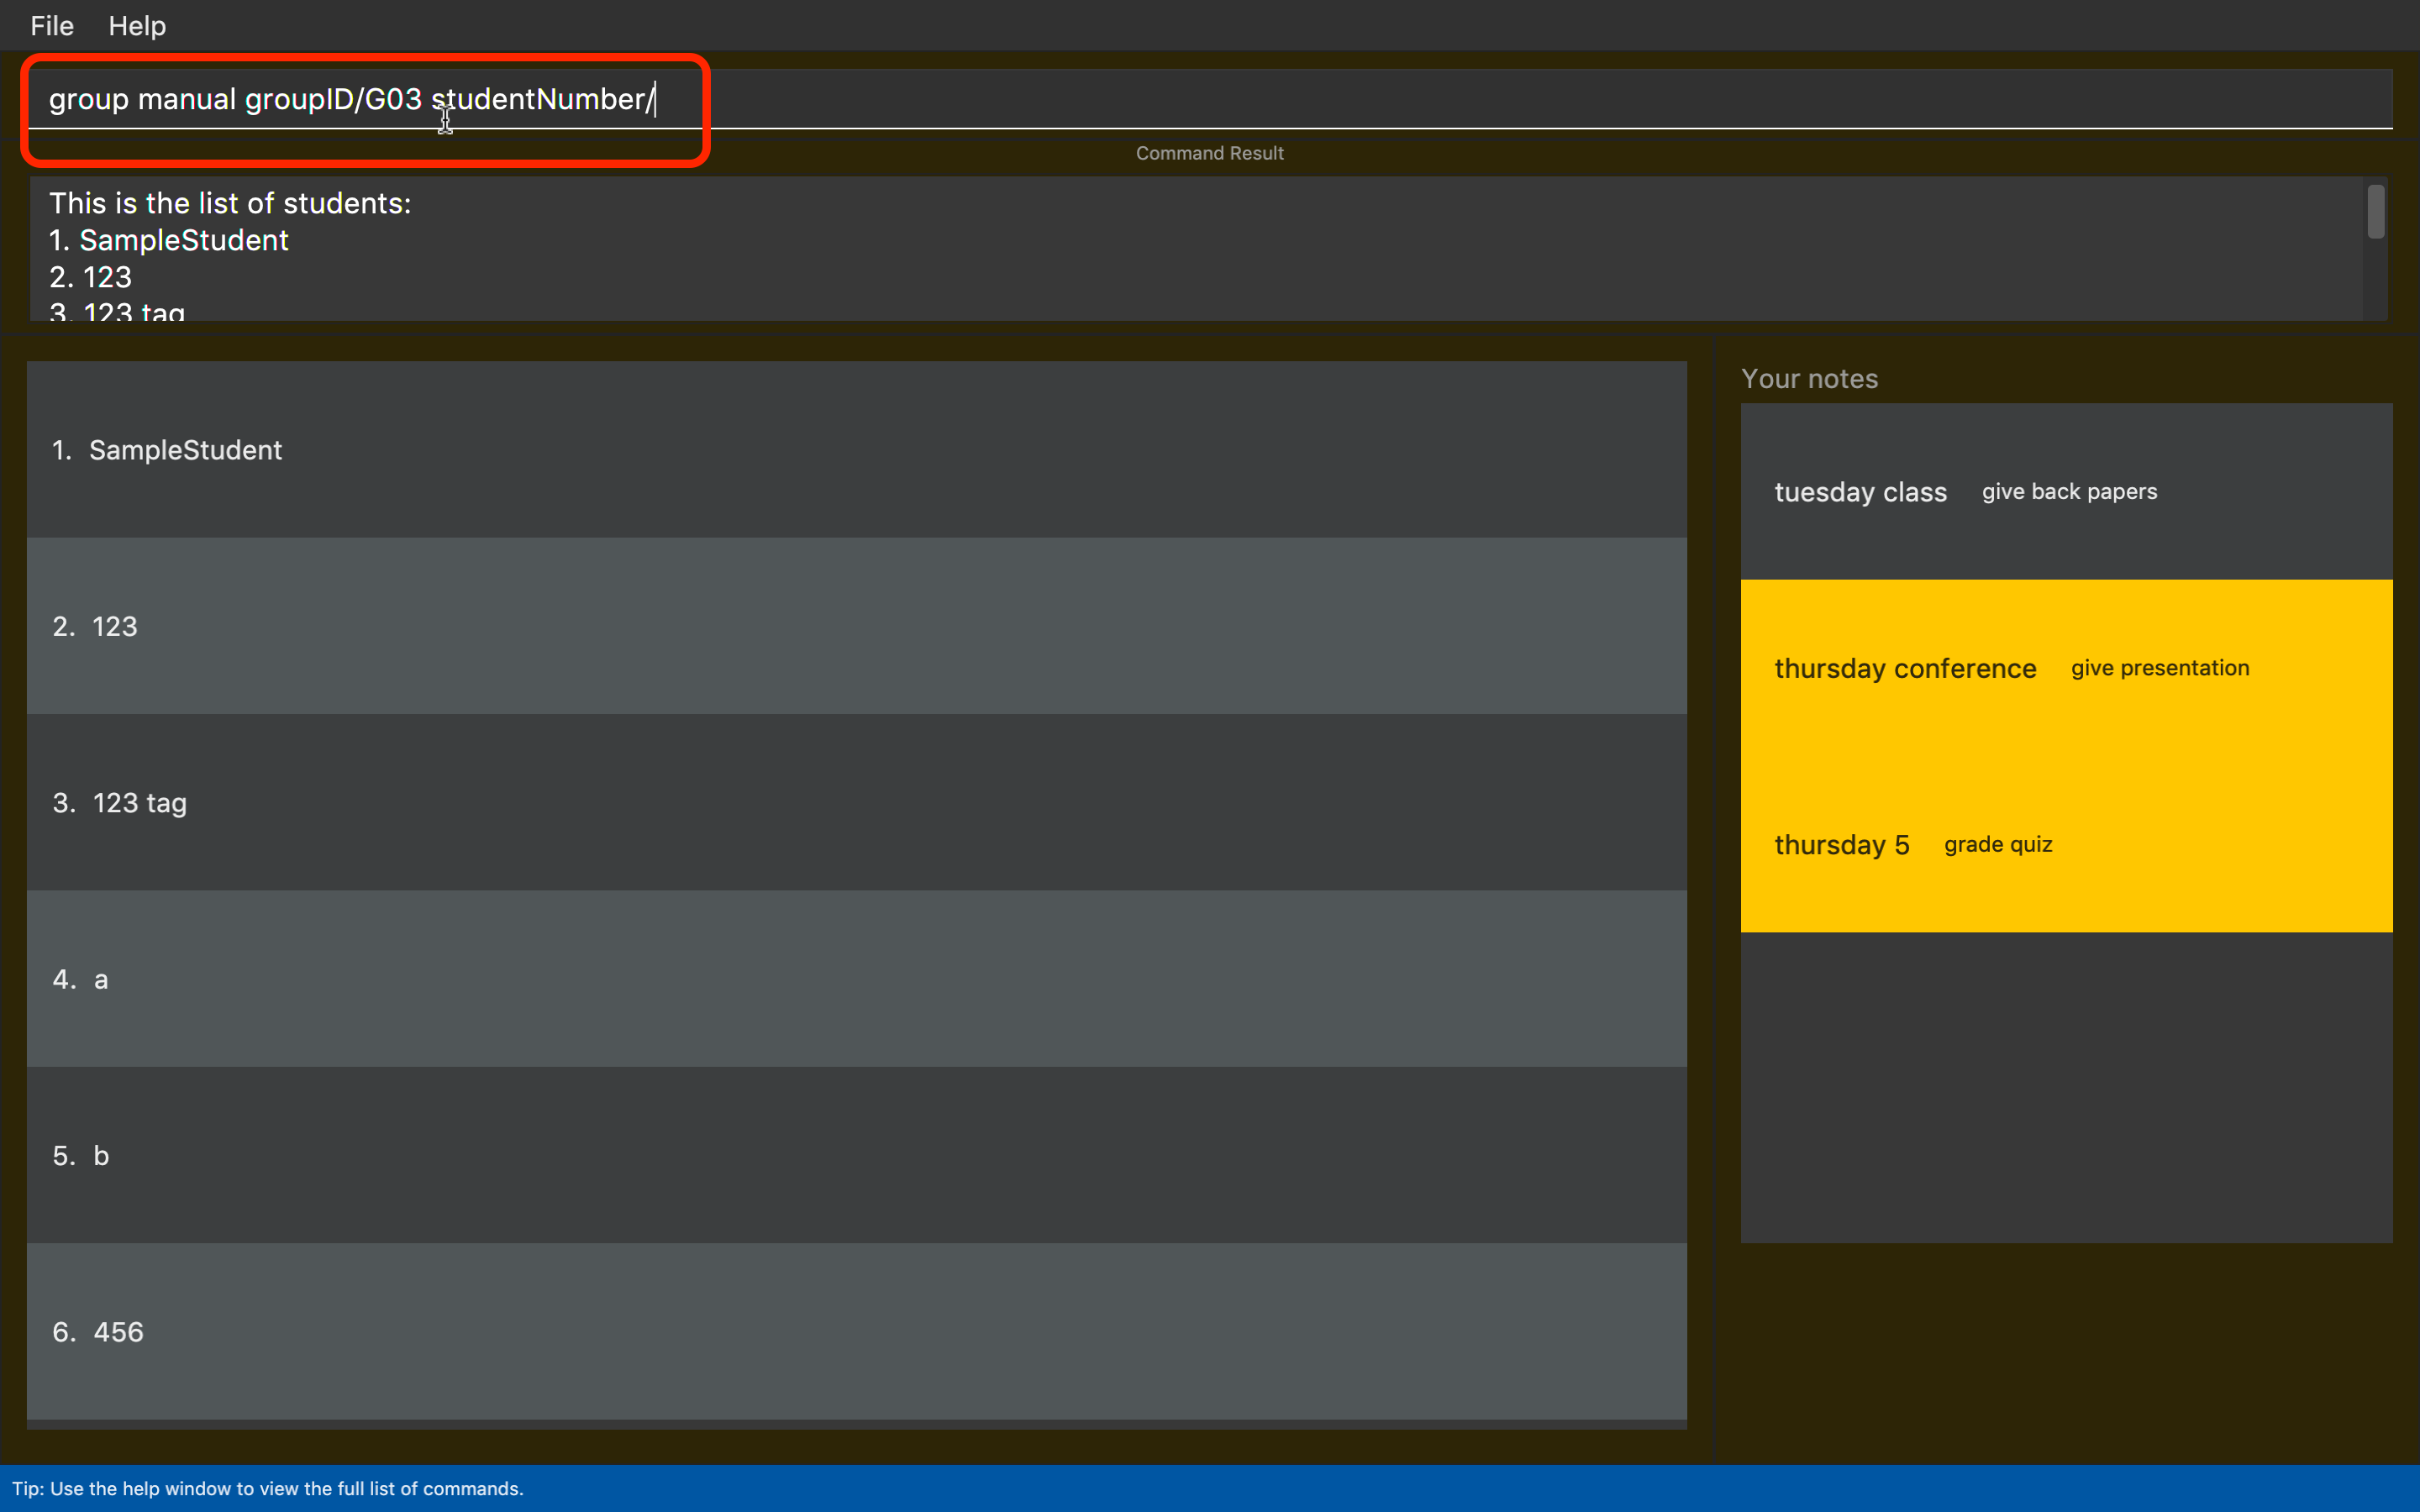 File Help
group manual groupID/G03 studentNumber/
Command Result
This is the list of students:
1. SampleStudent
2. 123
3. 123 tag
1. SampleStudent
2. 123
3. 123 tag
4. a
5. b
6. 456
Your notes
tuesday class give back papers
thursday conference give presentation
thursday 5 grade quiz
Tip: Use the help window to view the full list of commands.